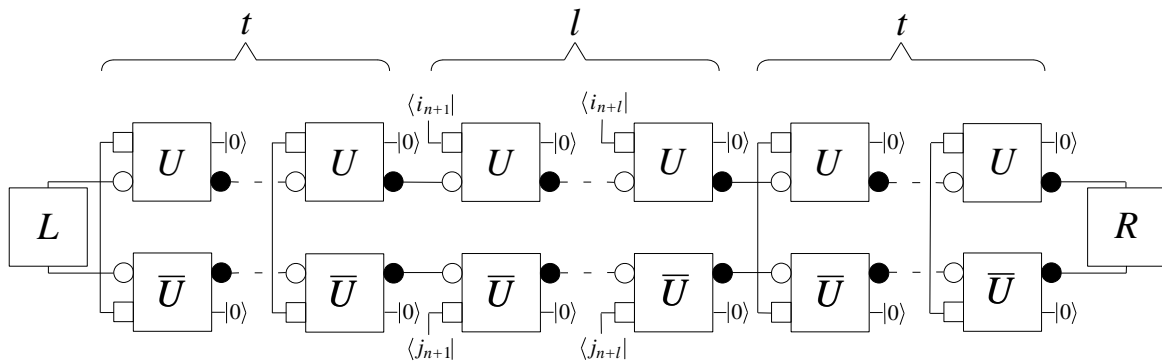 t l t
⟨i_{n+1}| ⟨i_{n+l}|
U |0⟩ U |0⟩ U |0⟩ U |0⟩ U |0⟩ U |0⟩
L R
U̅ |0⟩ U̅ |0⟩ U̅ |0⟩ U̅ |0⟩ U̅ |0⟩ U̅ |0⟩
⟨j_{n+1}| ⟨j_{n+l}|